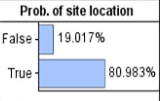 Prob. of site location
False 19.017%
True 80.983%